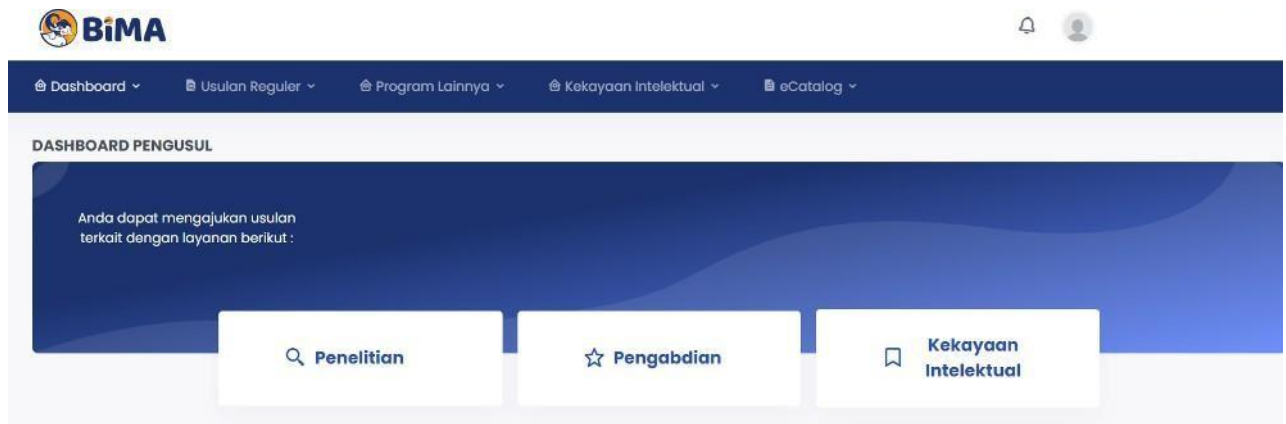 BiMA
Dashboard
Usulan Reguler
Program Lainnya
Kekayaan Intelektual
eCatalog
DASHBOARD PENGUSUL
Anda dapat mengajukan usulan
terkait dengan layanan berikut :
Penelitian
Pengabdian
Kekayaan
Intelektual